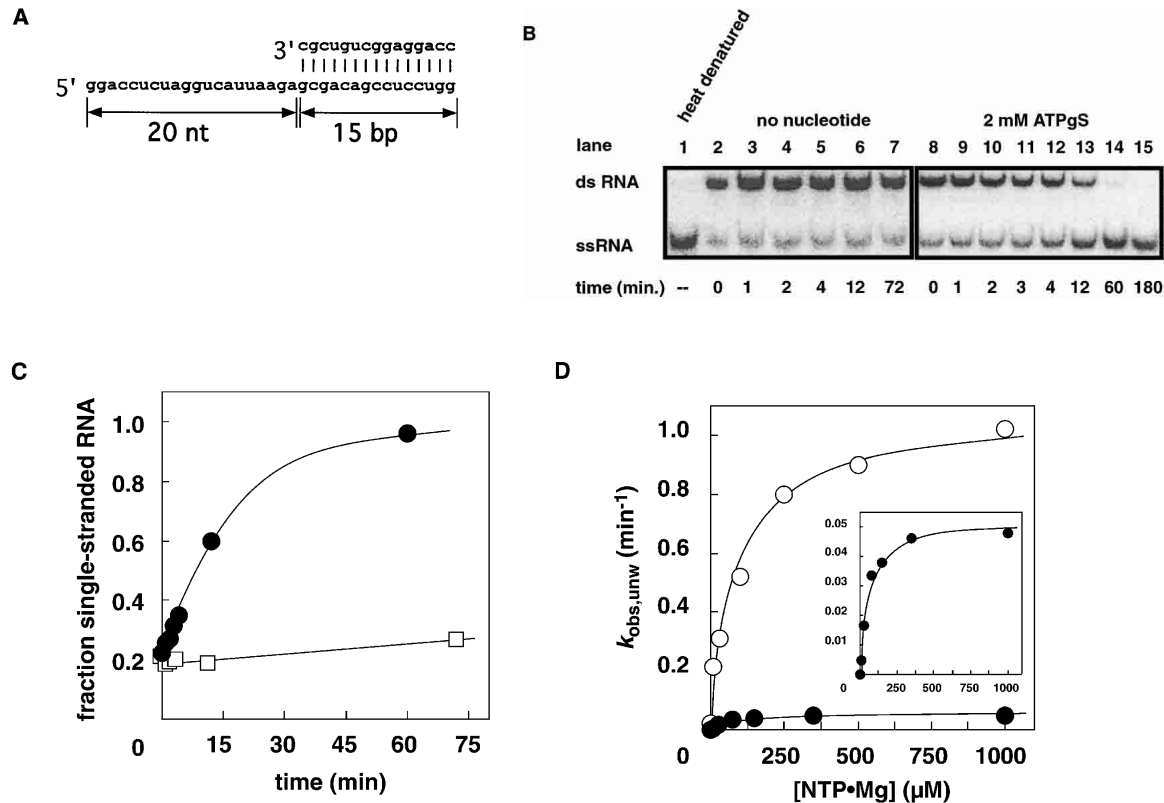 A
3' cgcugucggaggacc
5' ggaccucuaggucauuaagagcgacagccuccugg
20 nt 15 bp
B
heat denatured
no nucleotide 2 mM ATPgS
lane 1 2 3 4 5 6 7 8 9 10 11 12 13 14 15
ds RNA
ssRNA
time (min.) -- 0 1 2 4 12 72 0 1 2 3 4 12 60 180
C
fraction single-stranded RNA
1.0
0.8
0.6
0.4
0.2
0 15 30 45 60 75
time (min)
D
kobs,unw (min-1)
1.0
0.8
0.6
0.4
0.2
0 250 500 750 1000
[NTP•Mg] (µM)
0.05
0.04
0.03
0.02
0.01
0 250 500 750 1000